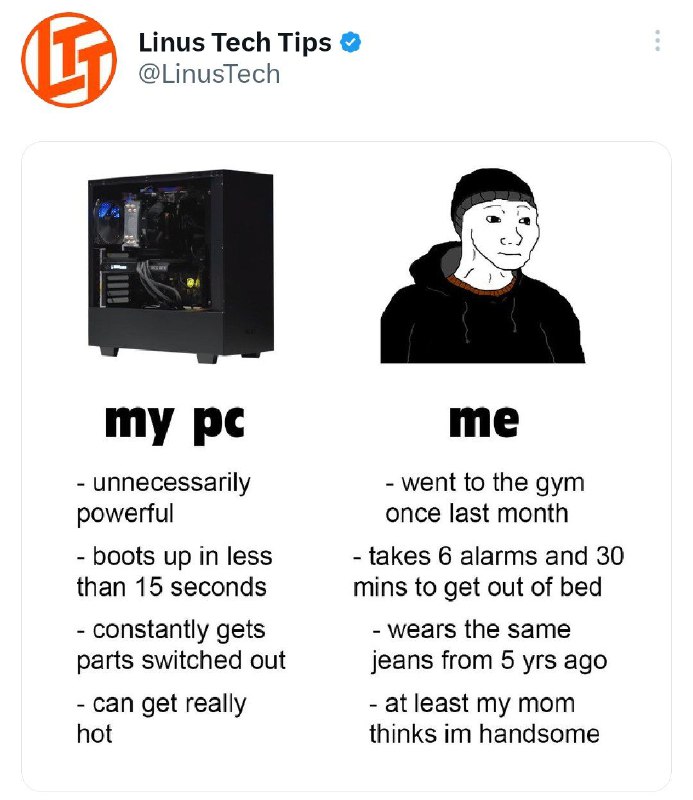 LTT
Linus Tech Tips
@LinusTech
my pc
- unnecessarily
powerful
- boots up in less
than 15 seconds
- constantly gets
parts switched out
- can get really
hot
me
- went to the gym
once last month
- takes 6 alarms and 30
mins to get out of bed
- wears the same
jeans from 5 yrs ago
- at least my mom
thinks im handsome